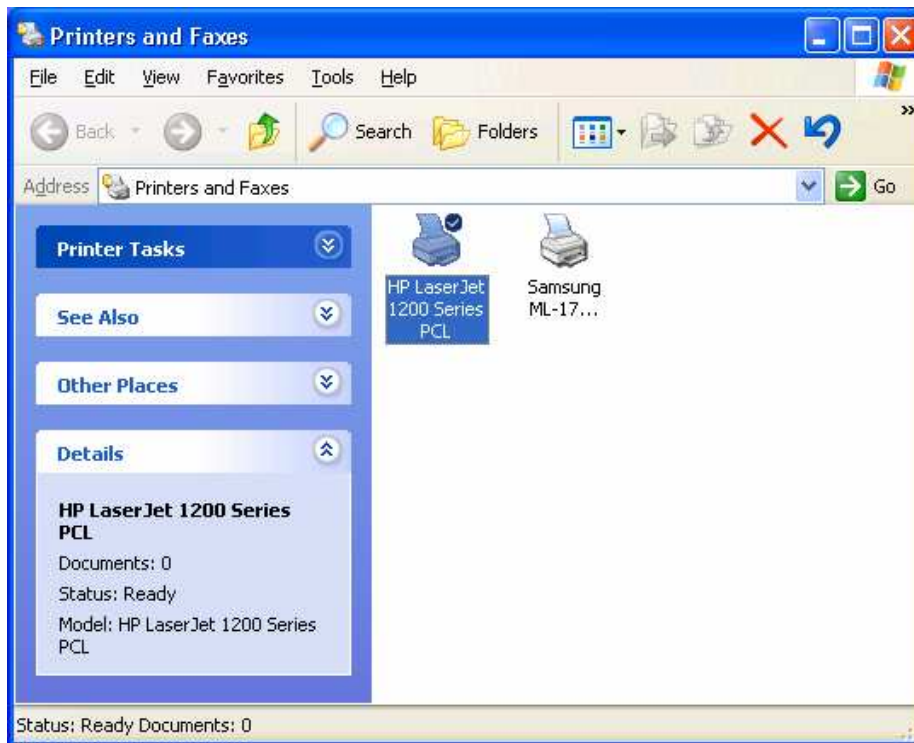 Printers and Faxes
File Edit View Favorites Tools Help
Back Search Folders »
Address Printers and Faxes Go
Printer Tasks
See Also
Other Places
Details
HP LaserJet 1200 Series
PCL
Documents: 0
Status: Ready
Model: HP LaserJet 1200 Series
PCL
HP LaserJet
1200 Series
PCL
Samsung
ML-17...
Status: Ready Documents: 0